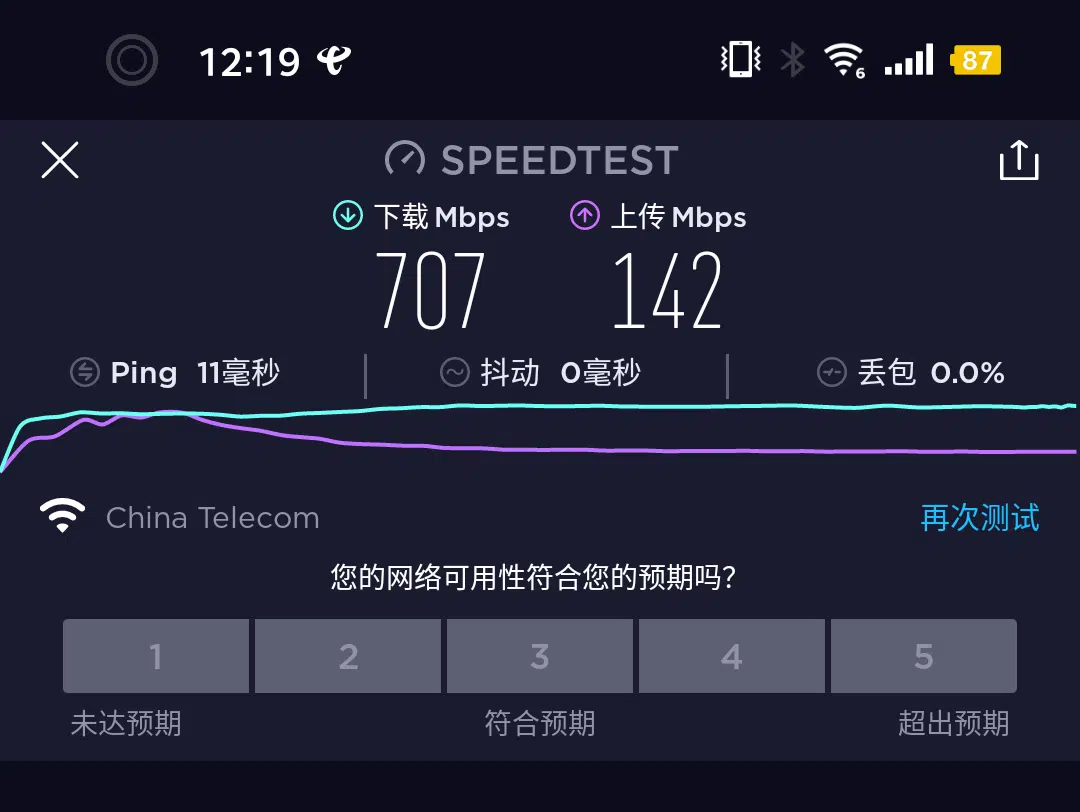 12:19 6 87
SPEEDTEST
下载 Mbps 上传 Mbps
707 142
Ping 11毫秒 抖动 0毫秒 丢包 0.0%
China Telecom 再次测试
您的网络可用性符合您的预期吗?
1 2 3 4 5
未达预期 符合预期 超出预期